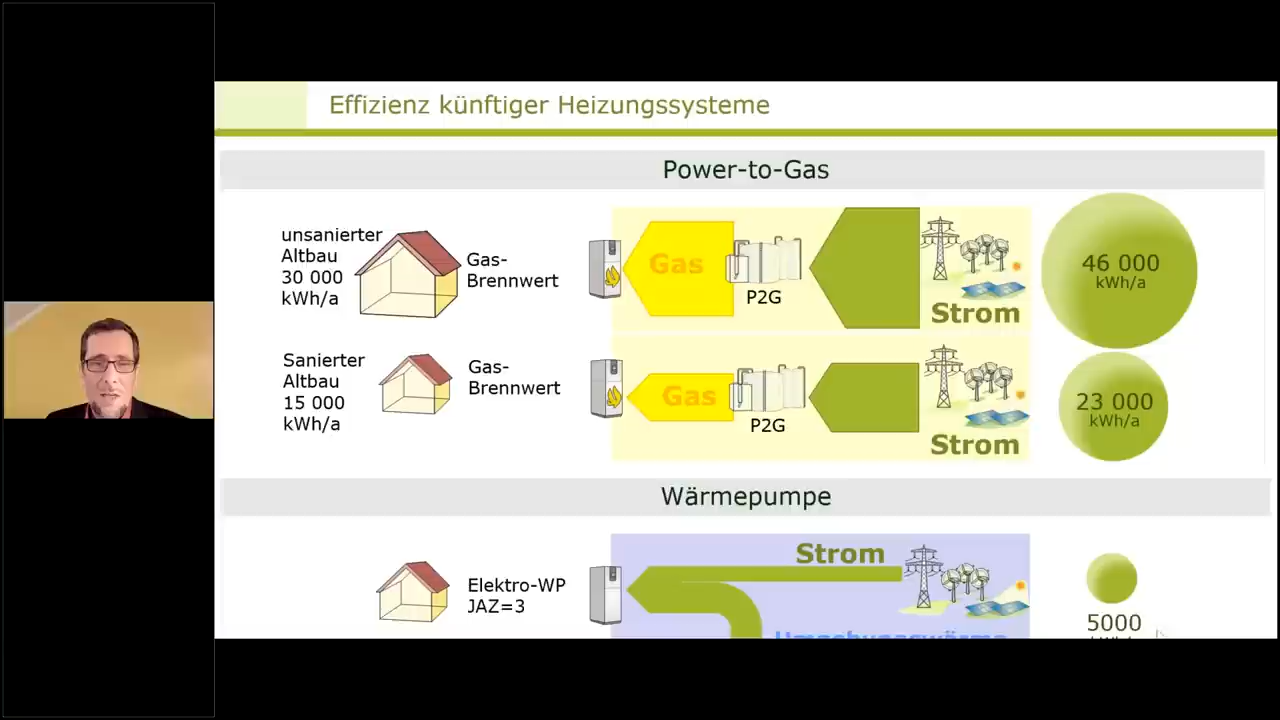 Effizienz künftiger Heizungssysteme
Power-to-Gas
unsanierter
Altbau
30 000
kWh/a
Gas-
Brennwert
Gas
P2G
Strom
46 000
kWh/a
Sanierter
Altbau
15 000
kWh/a
Gas-
Brennwert
Gas
P2G
Strom
23 000
kWh/a
Wärmepumpe
Elektro-WP
JAZ=3
Strom
Umgebungswärme
5000